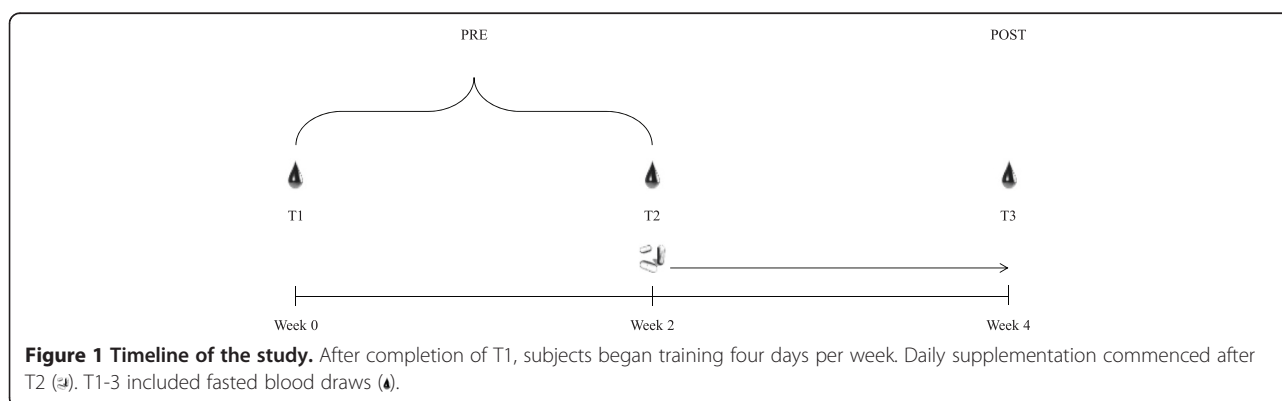 PRE POST
T1 T2 T3
Week 0 Week 2 Week 4
Figure 1 Timeline of the study. After completion of T1, subjects began training four days per week. Daily supplementation commenced after
T2 (). T1-3 included fasted blood draws ().